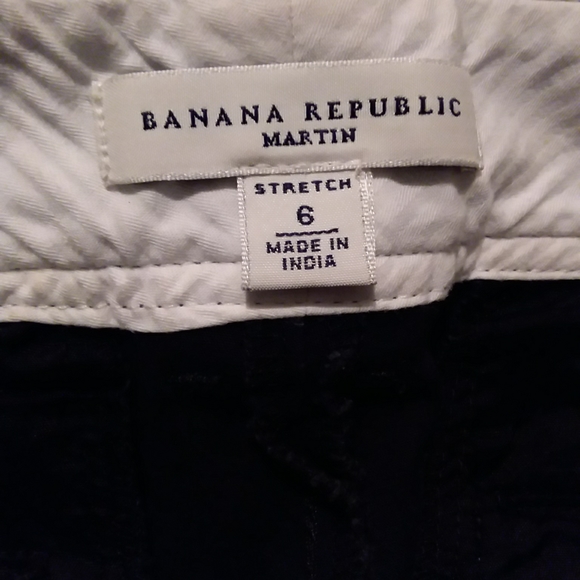 BANANA REPUBLIC
MARTIN
STRETCH
6
MADE IN
INDIA